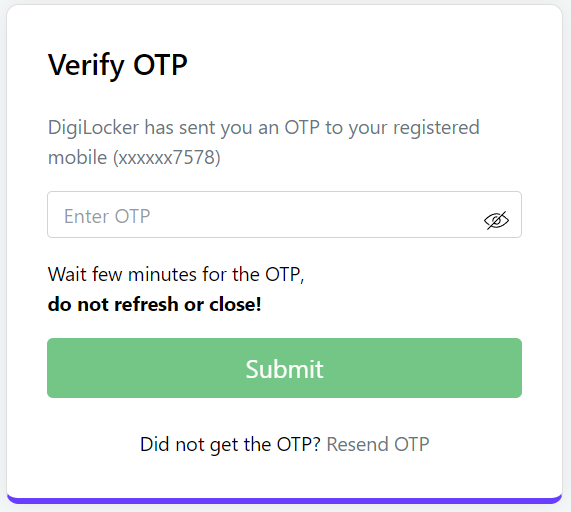 Verify OTP
DigiLocker has sent you an OTP to your registered
mobile (xxxxxx7578)
Enter OTP
Wait few minutes for the OTP,
do not refresh or close!
Submit
Did not get the OTP? Resend OTP